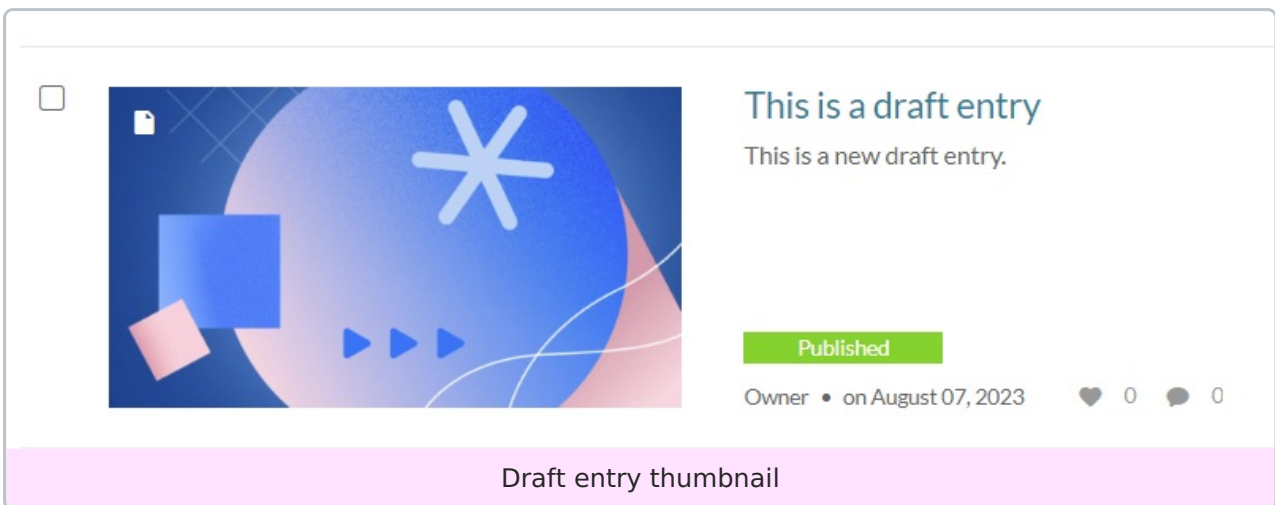 This is a draft entry
This is a new draft entry.
Published
Owner • on August 07, 2023 0 0
Draft entry thumbnail